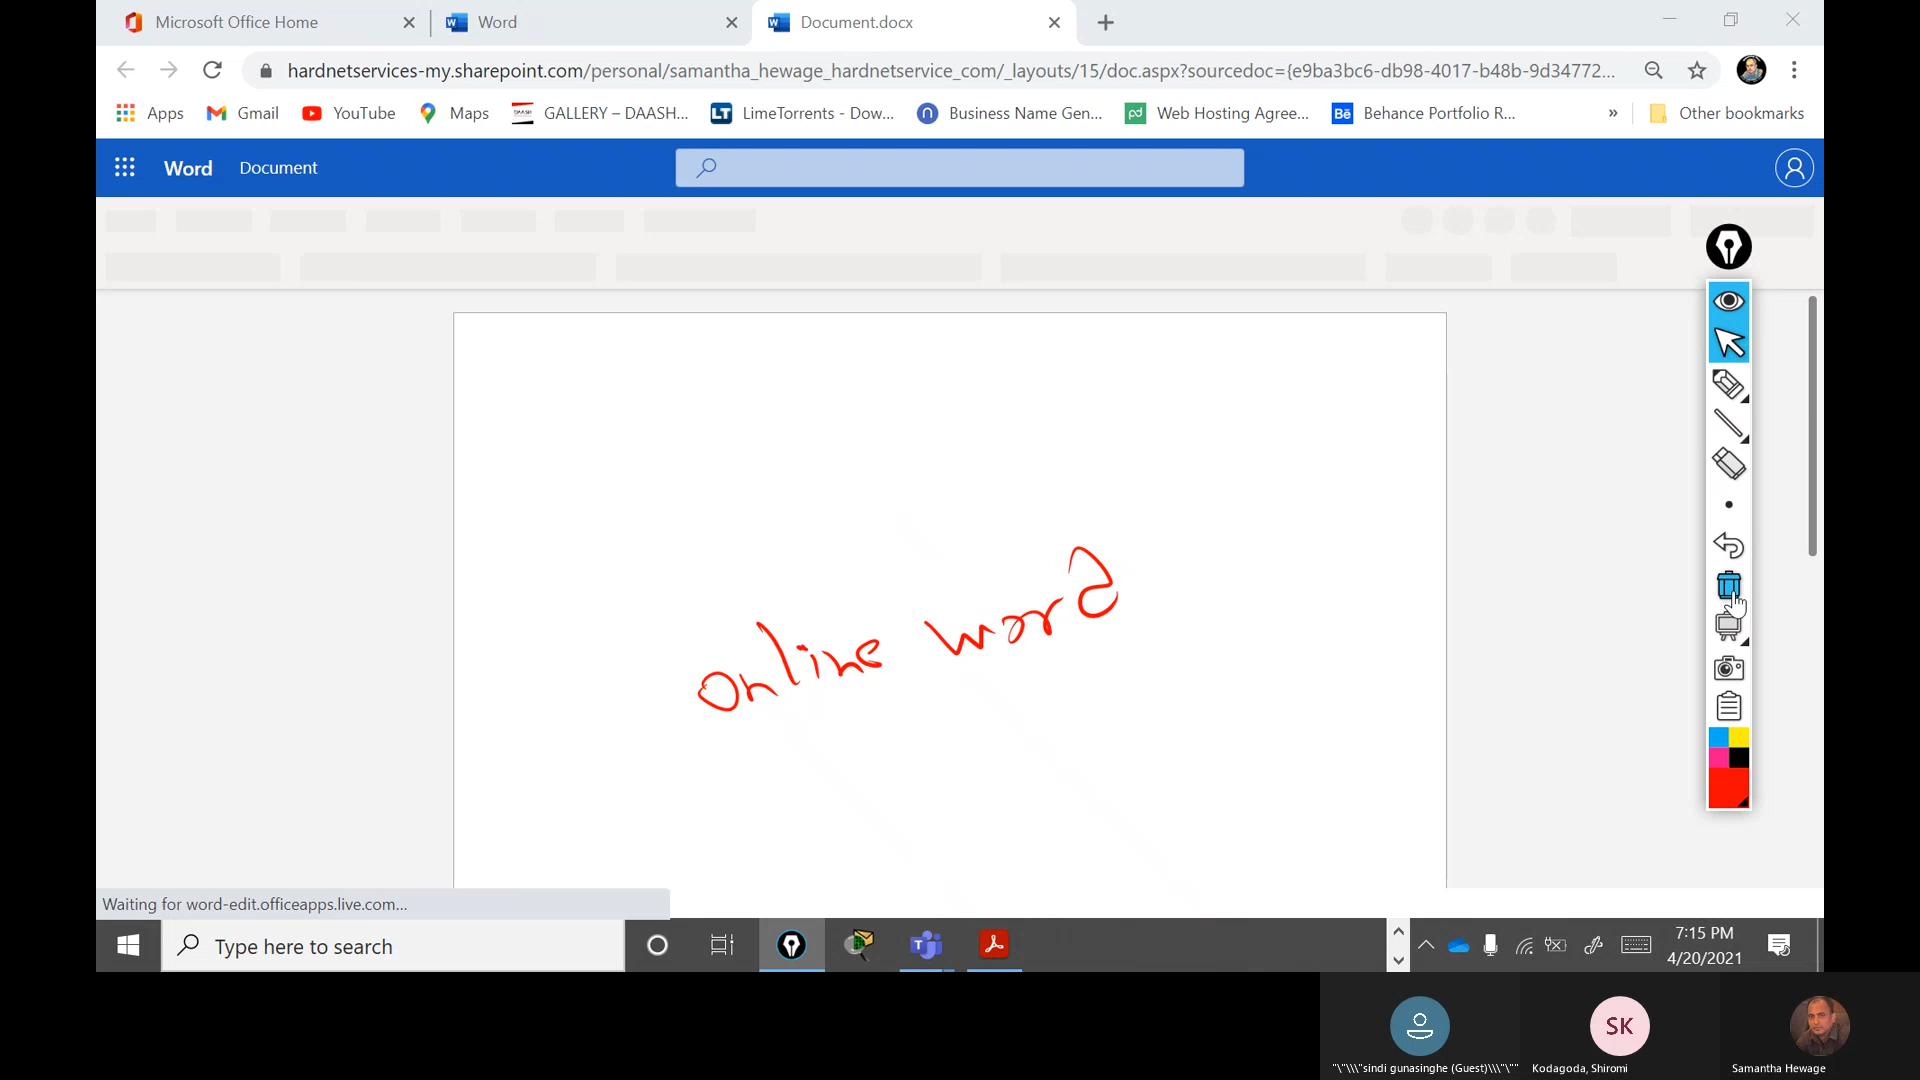 Microsoft Office Home
Word
Document.docx
hardnetservices-my.sharepoint.com/personal/samantha_hewage_hardnetservice_com/_layouts/15/doc.aspx?sourcedoc={e9ba3bc6-db98-4017-b48b-9d34772...
Apps Gmail YouTube Maps GALLERY – DAASH... LT LimeTorrents - Dow... n Business Name Gen... pd Web Hosting Agree... Bē Behance Portfolio R... » Other bookmarks
Word Document
online word
Waiting for word-edit.officeapps.live.com...
Type here to search
7:15 PM
4/20/2021
SK
"\"\\\"sindi gunasinghe (Guest)\\\"\"" Kodagoda, Shiromi Samantha Hewage